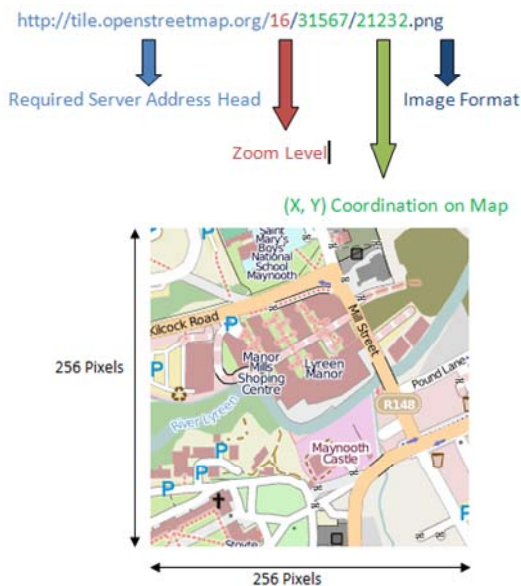 http://tile.openstreetmap.org/16/31567/21232.png
Required Server Address Head
Image Format
Zoom Level
(X, Y) Coordination on Map
256 Pixels
Saint
Mary's
Boys'
National
School
Maynooth
P
P
Kilcock Road
P
Mill Street
Manor
Mills
Shoping
Centre
Lyreen
Manor
Pound Lane
P
R148
River Lyreen
Maynooth
Castle
P
P
P
P
Stoyte
256 Pixels